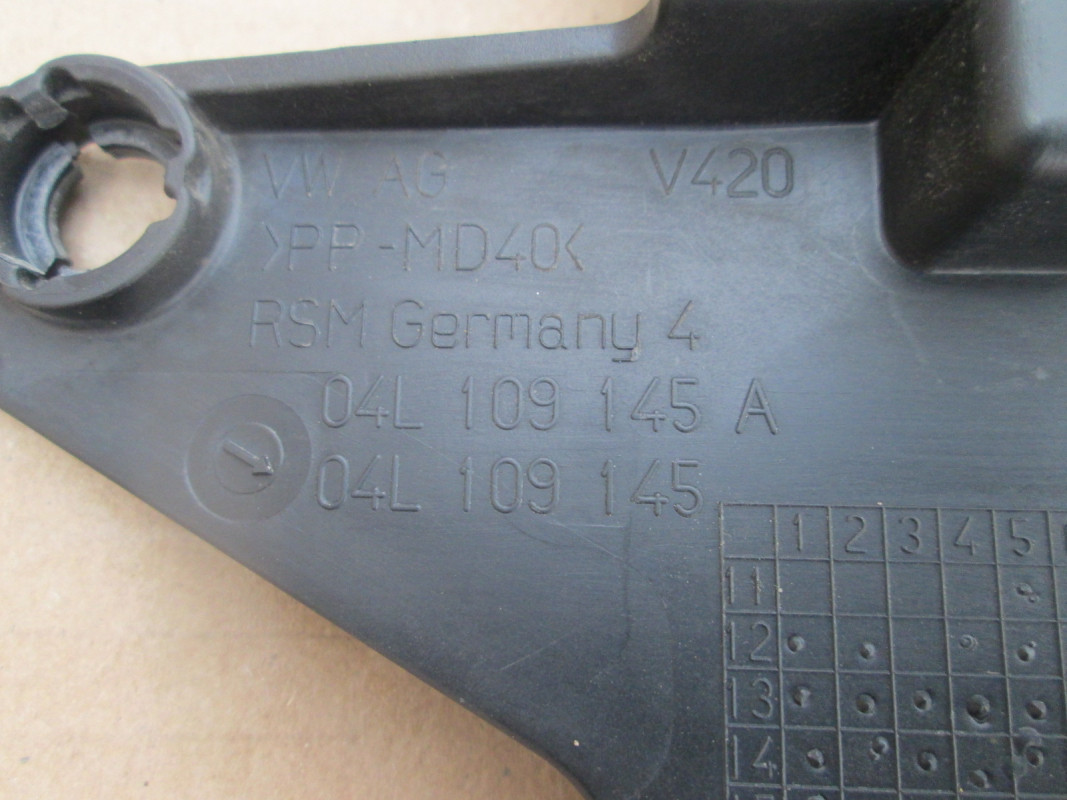 VW AG V420
>PP-MD40<
RSM Germany 4
04L 109 145 A
04L 109 145
1 2 3 4 5
11
12
13
14